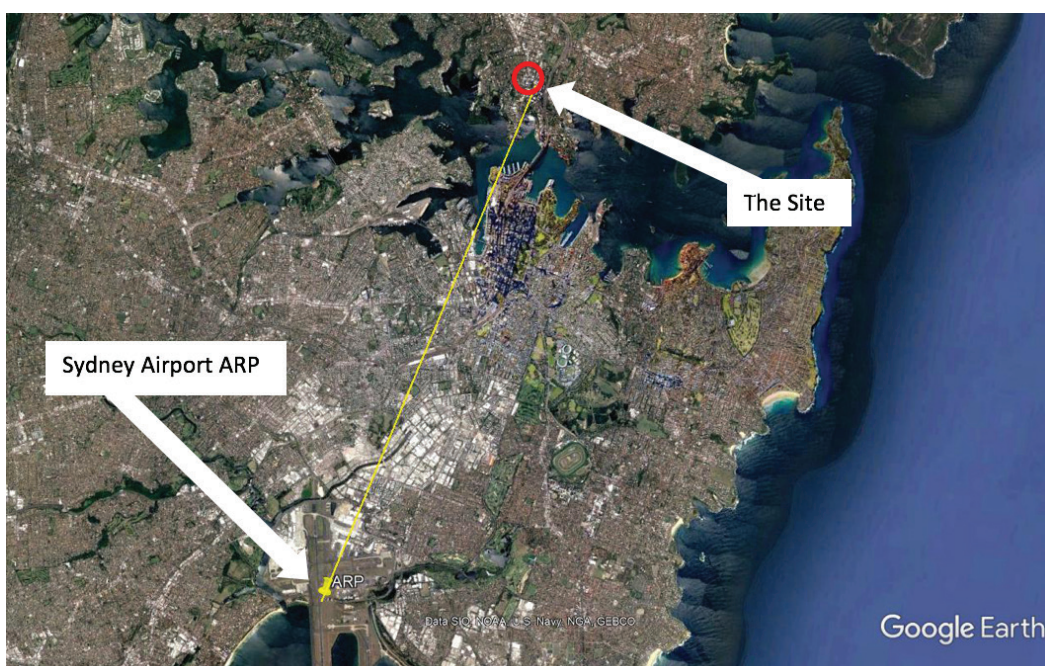 The Site
Sydney Airport ARP
ARP
Data SIO, NOAA, U.S. Navy, NGA, GEBCO
Google Earth